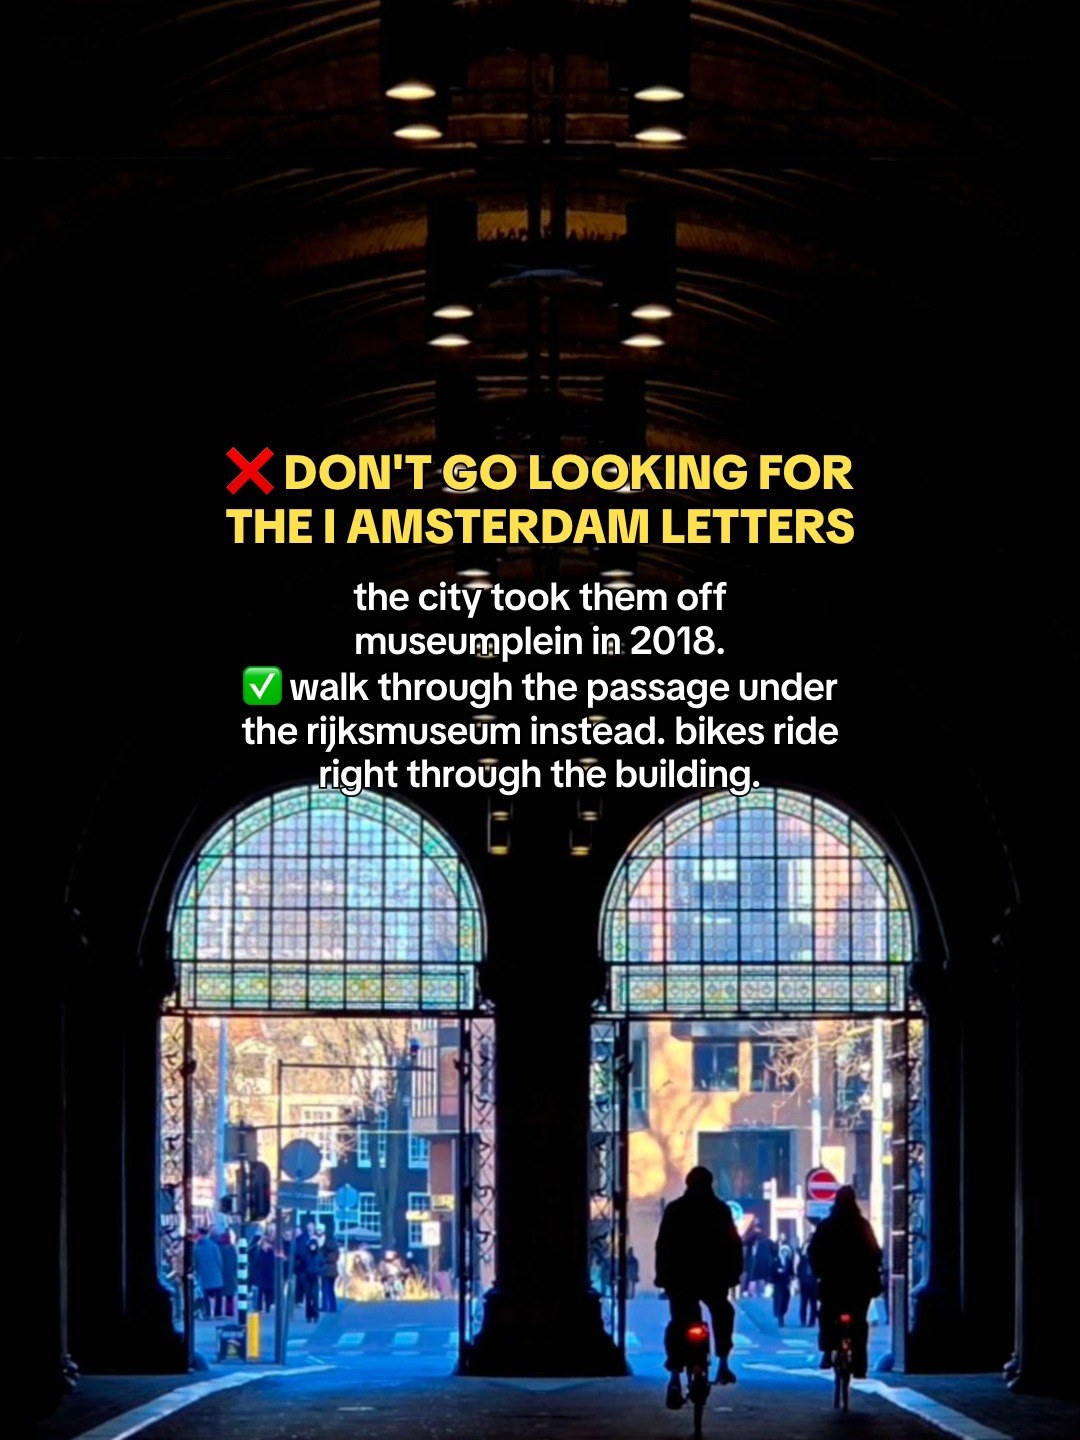 ❌ DON'T GO LOOKING FOR
THE I AMSTERDAM LETTERS
the city took them off
museumplein in 2018.
✅ walk through the passage under
the rijksmuseum instead. bikes ride
right through the building.